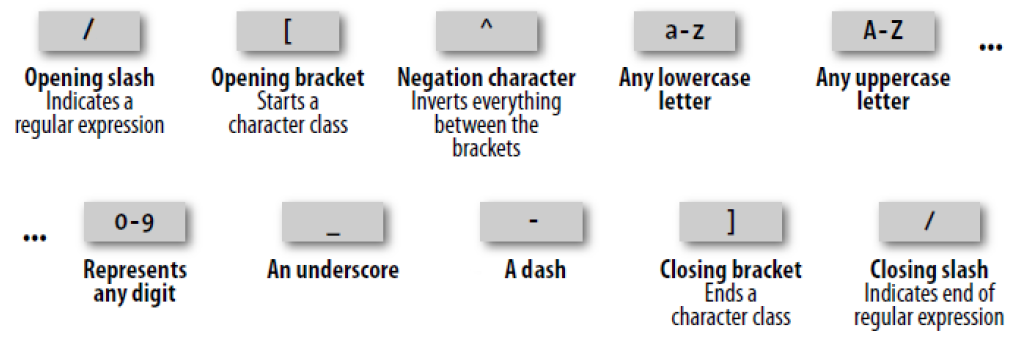 / [ ^ a-z A-Z ...
Opening slash Opening bracket Negation character Any lowercase Any uppercase
Indicates a Starts a Inverts everything letter letter
regular expression character class between the
brackets
... 0-9 _ - ] /
Represents An underscore A dash Closing bracket Closing slash
any digit Ends a Indicates end of
character class regular expression